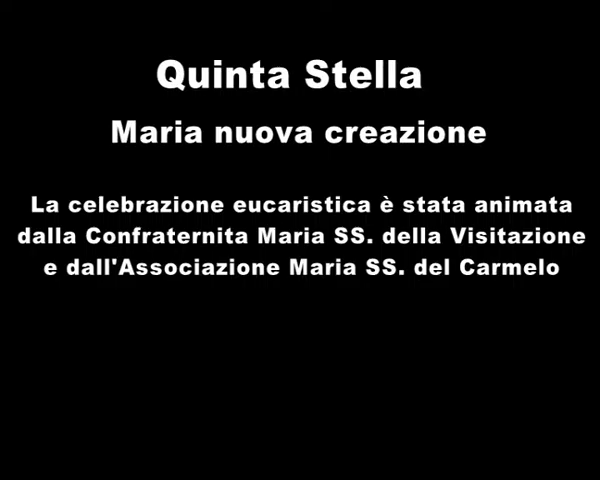 Quinta Stella
Maria nuova creazione
La celebrazione eucaristica è stata animata
dalla Confraternita Maria SS. della Visitazione
e dall'Associazione Maria SS. del Carmelo